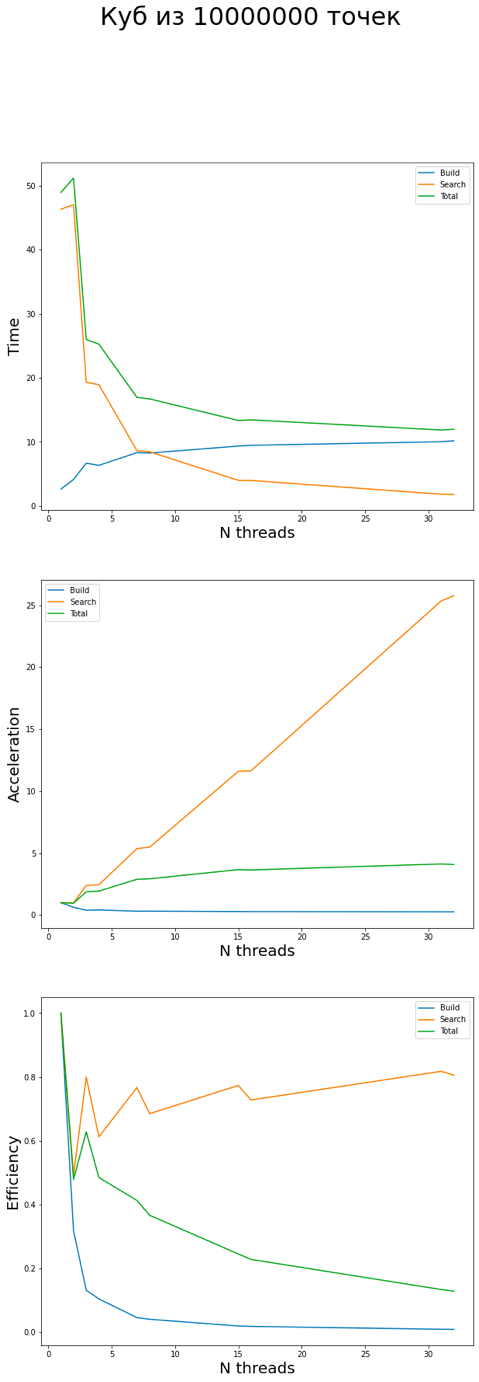 Куб из 10000000 точек
Build
Search
Total
50
40
30
20
10
0
Time
0 5 10 15 20 25 30
N threads
Build
Search
Total
25
20
15
10
5
0
Acceleration
0 5 10 15 20 25 30
N threads
Build
Search
Total
1.0
0.8
0.6
0.4
0.2
0.0
Efficiency
0 5 10 15 20 25 30
N threads